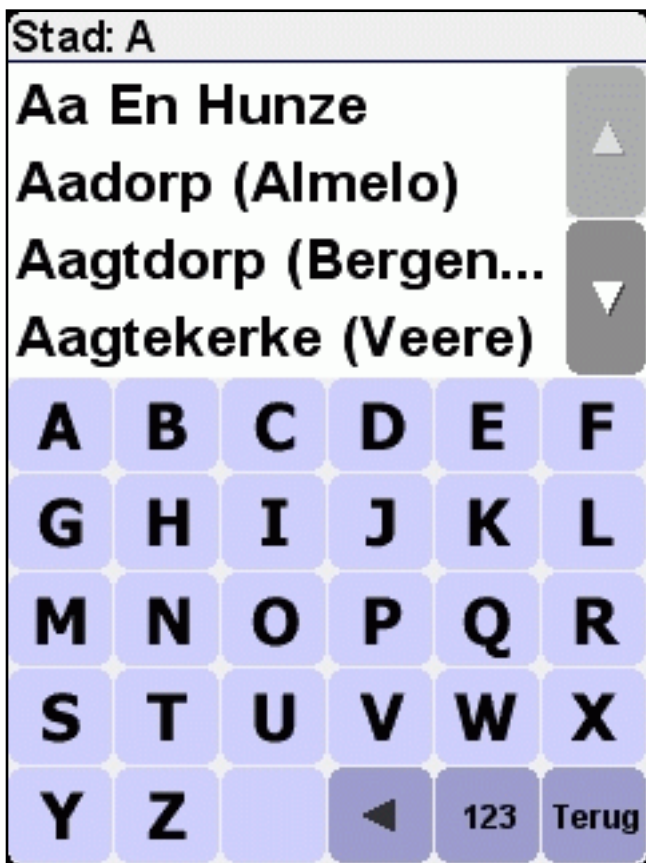 Stad: A
Aa En Hunze
Aadorp (Almelo)
Aagtdorp (Bergen...
Aagtekerke (Veere)
A B C D E F
G H I J K L
M N O P Q R
S T U V W X
Y Z 123 Terug